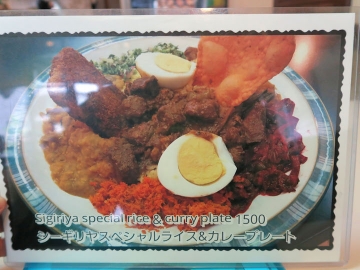 Sigiriya special rice & curry plate 1500
シーギリヤスペシャルライス&カレープレート